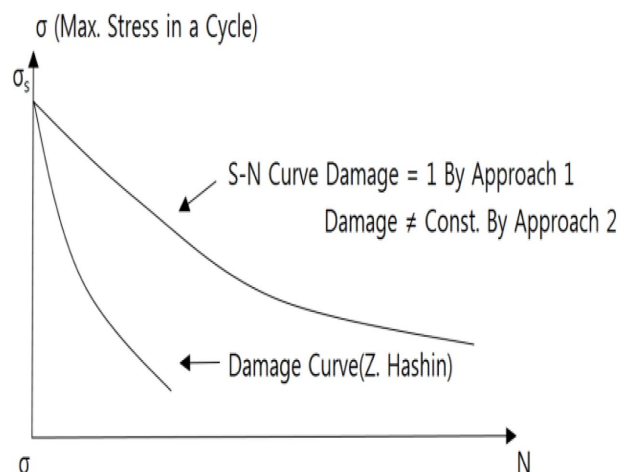 σ (Max. Stress in a Cycle)
σs
S-N Curve Damage = 1 By Approach 1
Damage ≠ Const. By Approach 2
Damage Curve(Z. Hashin)
σ
N